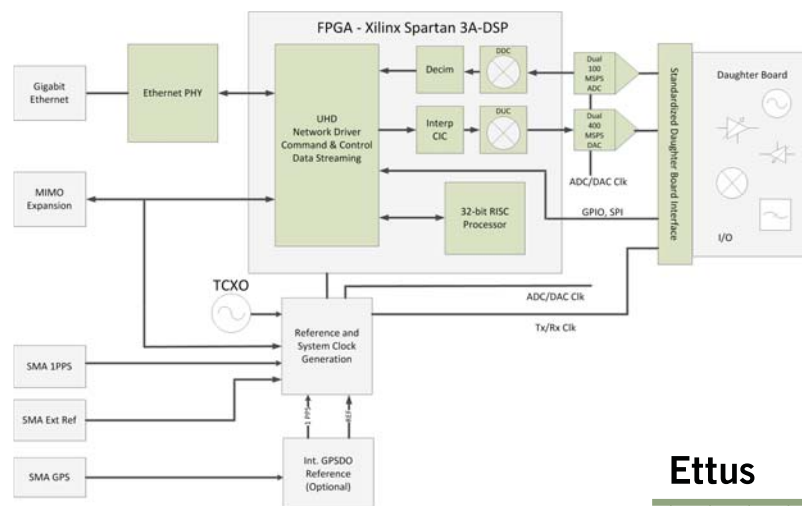 FPGA - Xilinx Spartan 3A-DSP
Gigabit
Ethernet
Ethernet PHY
UHD
Network Driver
Command & Control
Data Streaming
Decim
DDC
Dual
100
MSPS
ADC
Interp
CIC
DUC
Dual
400
MSPS
DAC
Standardized Daughter Board Interface
Daughter Board
I/O
ADC/DAC Clk
GPIO, SPI
MIMO
Expansion
32-bit RISC
Processor
TCXO
Reference and
System Clock
Generation
ADC/DAC Clk
Tx/Rx Clk
SMA 1PPS
SMA Ext Ref
1 PPS
REF
SMA GPS
Int. GPSDO
Reference
(Optional)
Ettus